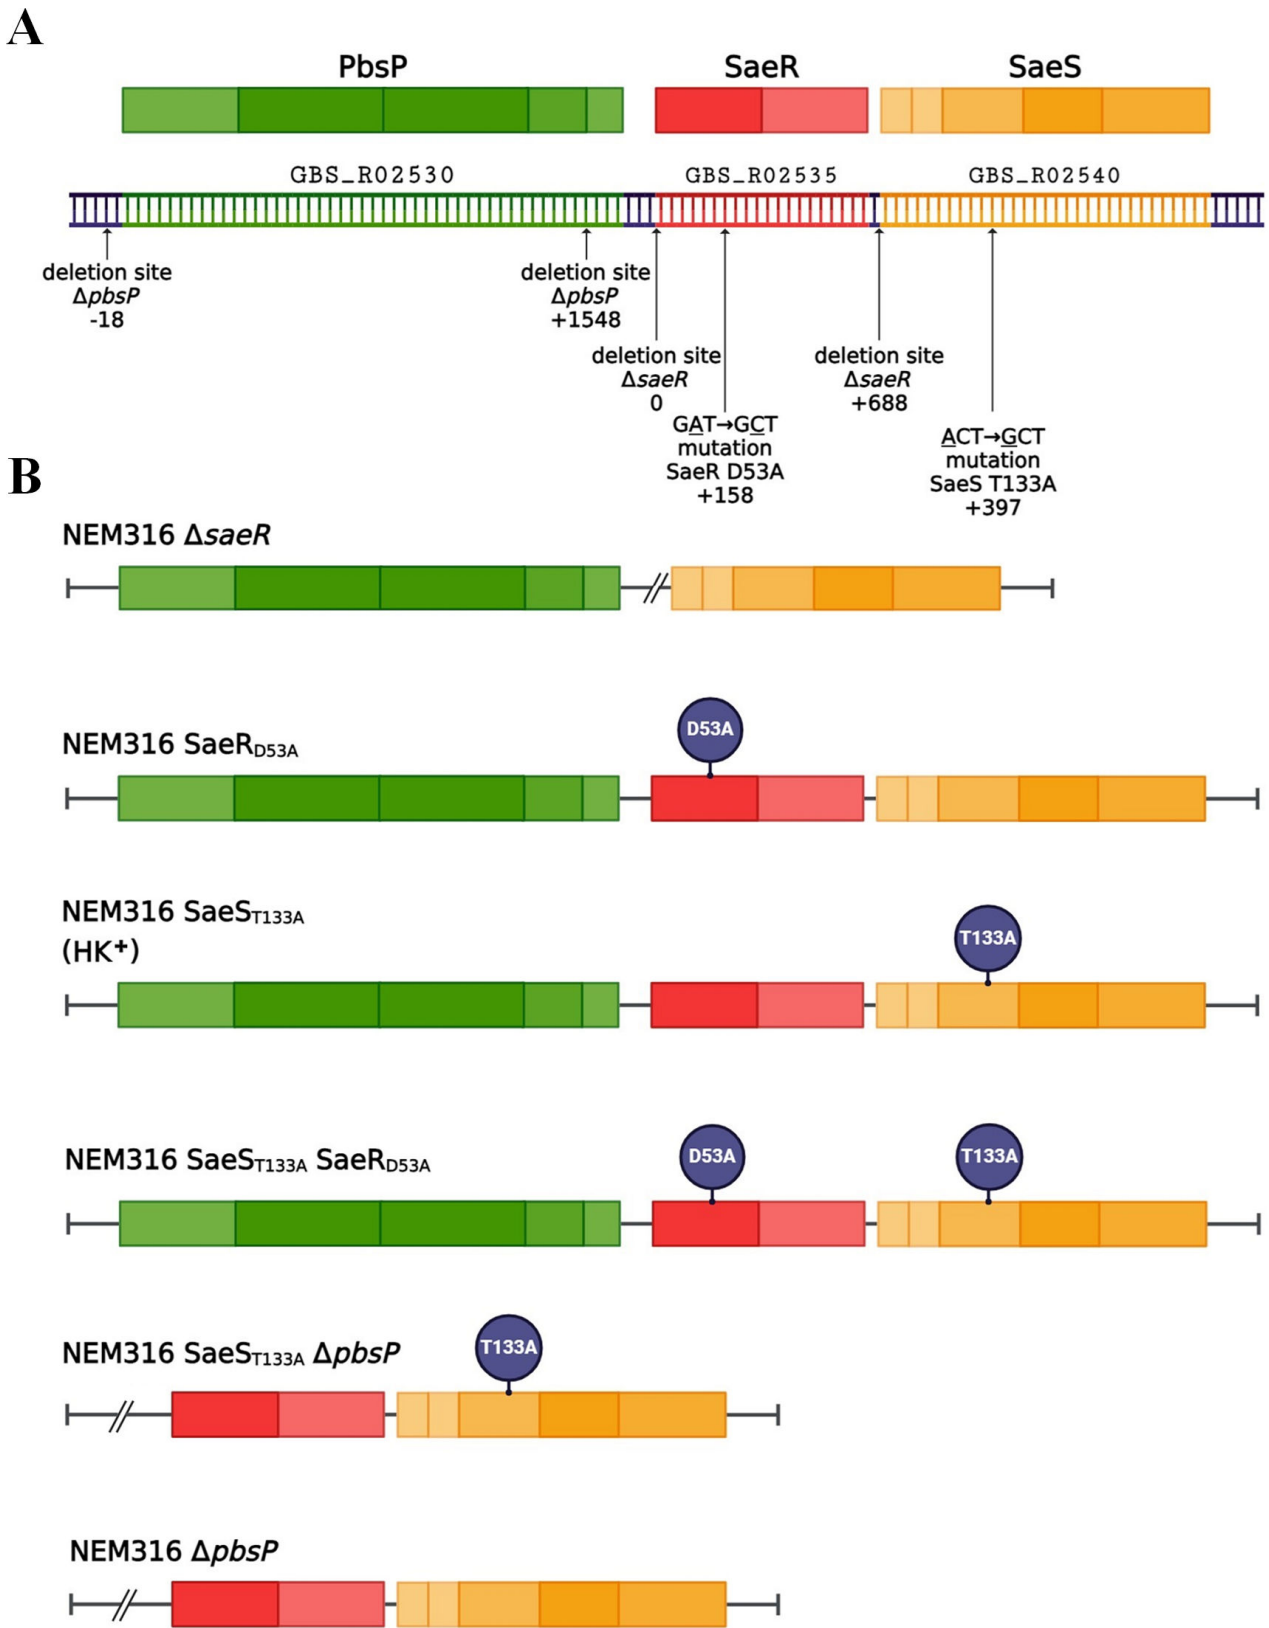 A
PbsP SaeR SaeS
GBS_R02530 GBS_R02535 GBS_R02540
deletion site
ΔpbsP
-18
deletion site
ΔpbsP
+1548
deletion site
ΔsaeR
0
GAT→GCT
mutation
SaeR D53A
+158
deletion site
ΔsaeR
+688
ACT→GCT
mutation
SaeS T133A
+397
B
NEM316 ΔsaeR
NEM316 SaeRD53A
D53A
NEM316 SaeST133A
(HK+)
T133A
NEM316 SaeST133A SaeRD53A
D53A
T133A
NEM316 SaeST133A ΔpbsP
T133A
NEM316 ΔpbsP